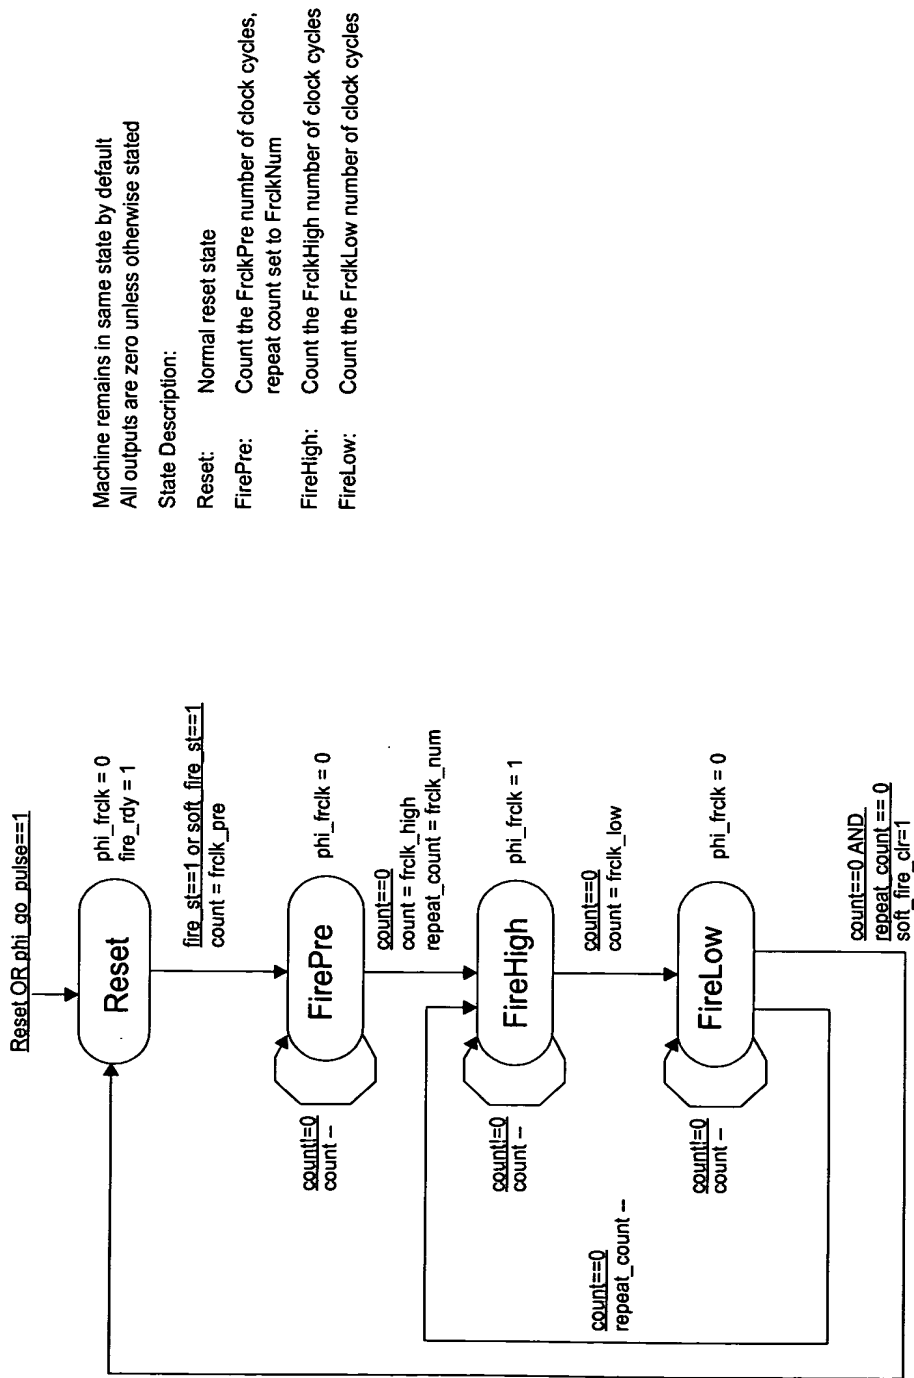 Reset OR phi_go_pulse==1
Reset
phi_frclk = 0
fire_rdy = 1
fire_st==1 or soft_fire_st==1
count = frclk_pre
FirePre
phi_frclk = 0
count!=0
count --
count==0
count = frclk_high
repeat_count = frclk_num
FireHigh
phi_frclk = 1
count!=0
count --
count==0
count = frclk_low
FireLow
phi_frclk = 0
count!=0
count --
count==0
repeat_count --
count==0 AND
repeat_count == 0
soft_fire_clr=1
Machine remains in same state by default
All outputs are zero unless otherwise stated
State Description:
Reset: Normal reset state
FirePre: Count the FrclkPre number of clock cycles,
repeat count set to FrclkNum
FireHigh: Count the FrclkHigh number of clock cycles
FireLow: Count the FrclkLow number of clock cycles